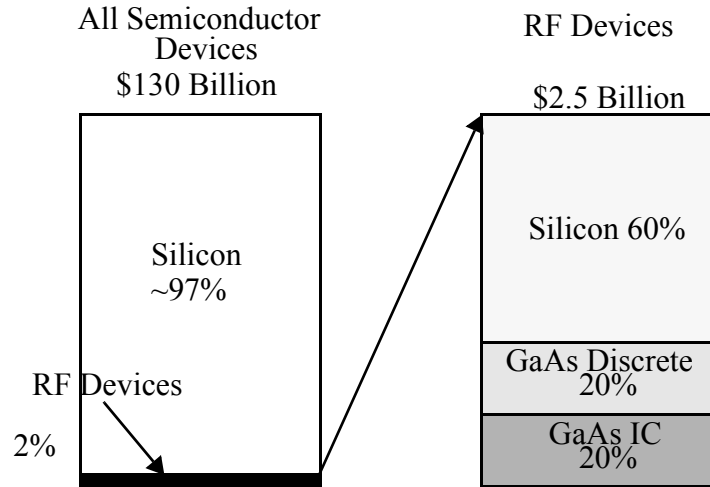 All Semiconductor
Devices
$130 Billion
RF Devices
$2.5 Billion
Silicon
~97%
RF Devices
2%
Silicon 60%
GaAs Discrete
20%
GaAs IC
20%